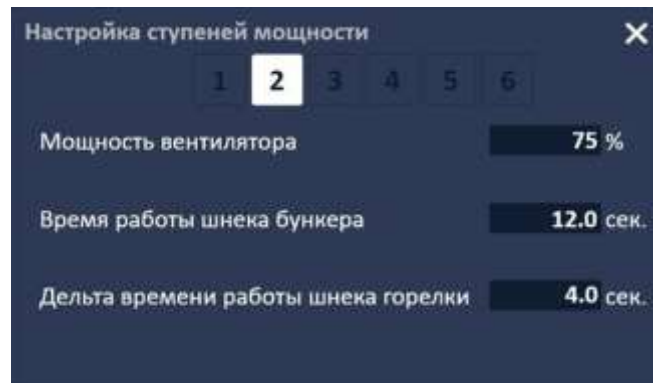 Настройка ступеней мощности
1 2 3 4 5 6
Мощность вентилятора 75 %
Время работы шнека бункера 12.0 сек.
Дельта времени работы шнека горелки 4.0 сек.